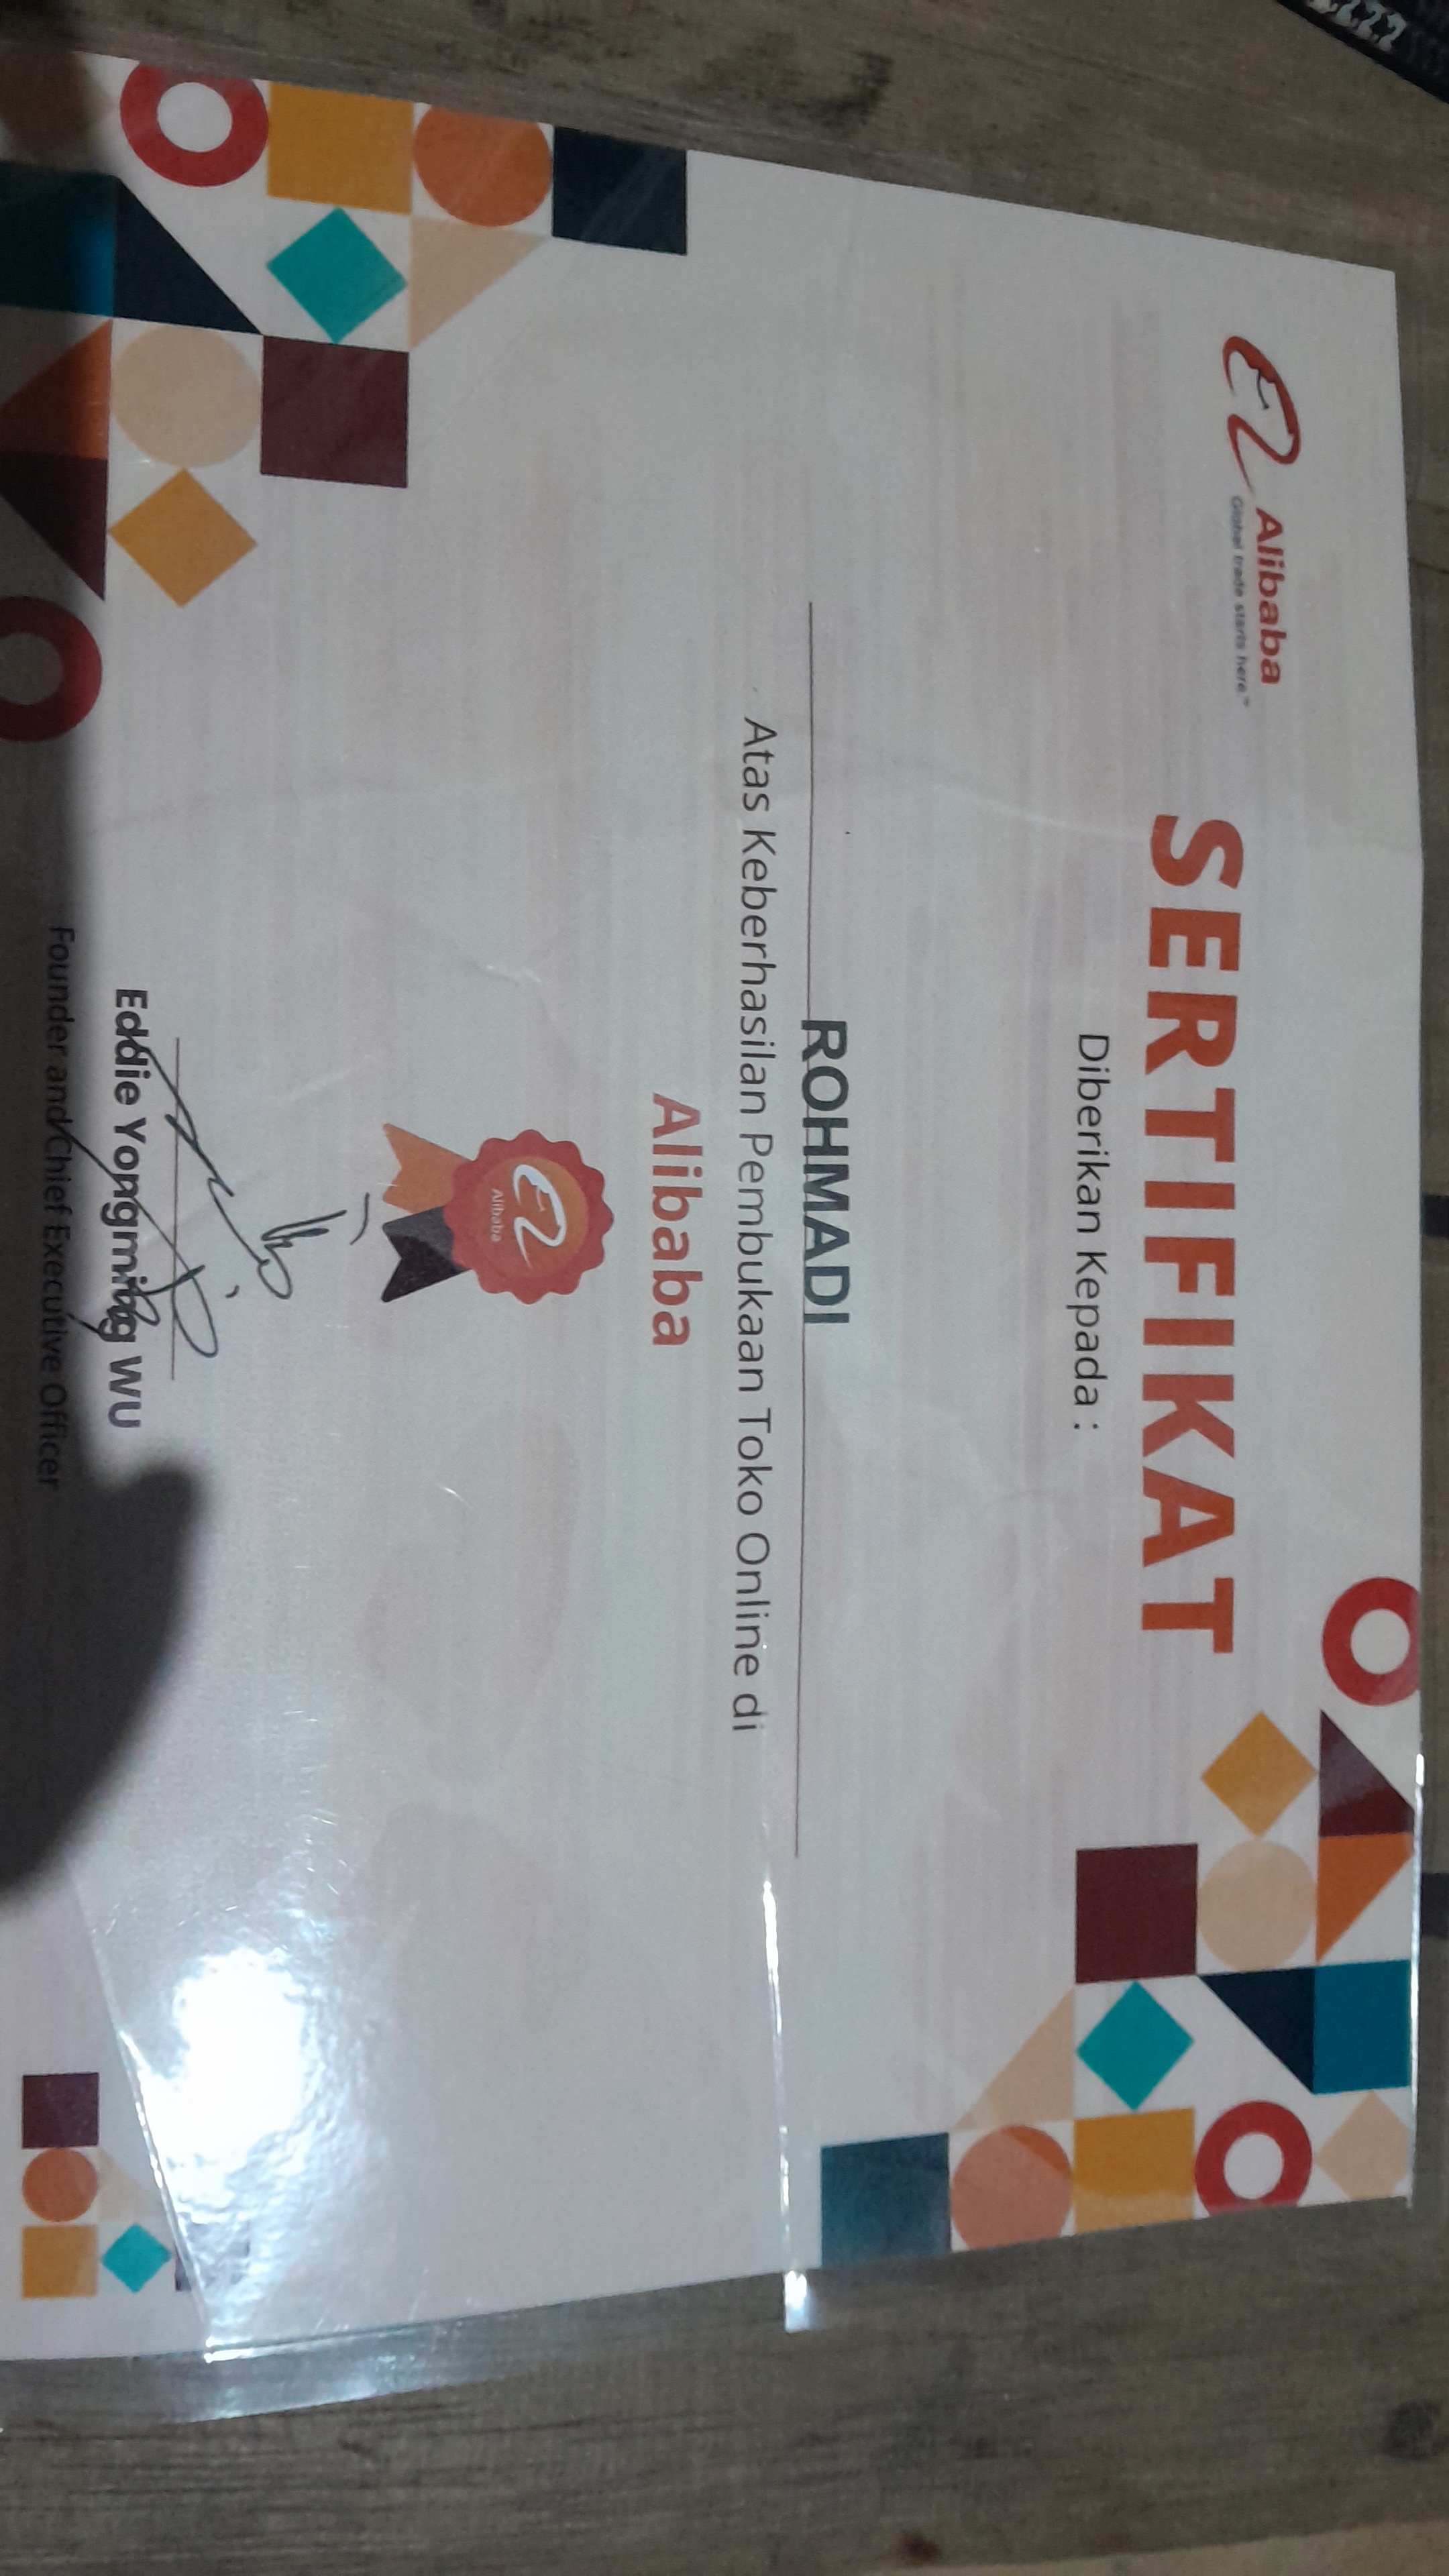 Alibaba
Global trade starts here.™
SERTIFIKAT
Diberikan Kepada :
ROHMADI
Atas Keberhasilan Pembukaan Toko Online di
Alibaba
Alibaba
Eddie Yongming WU
Founder and Chief Executive Officer